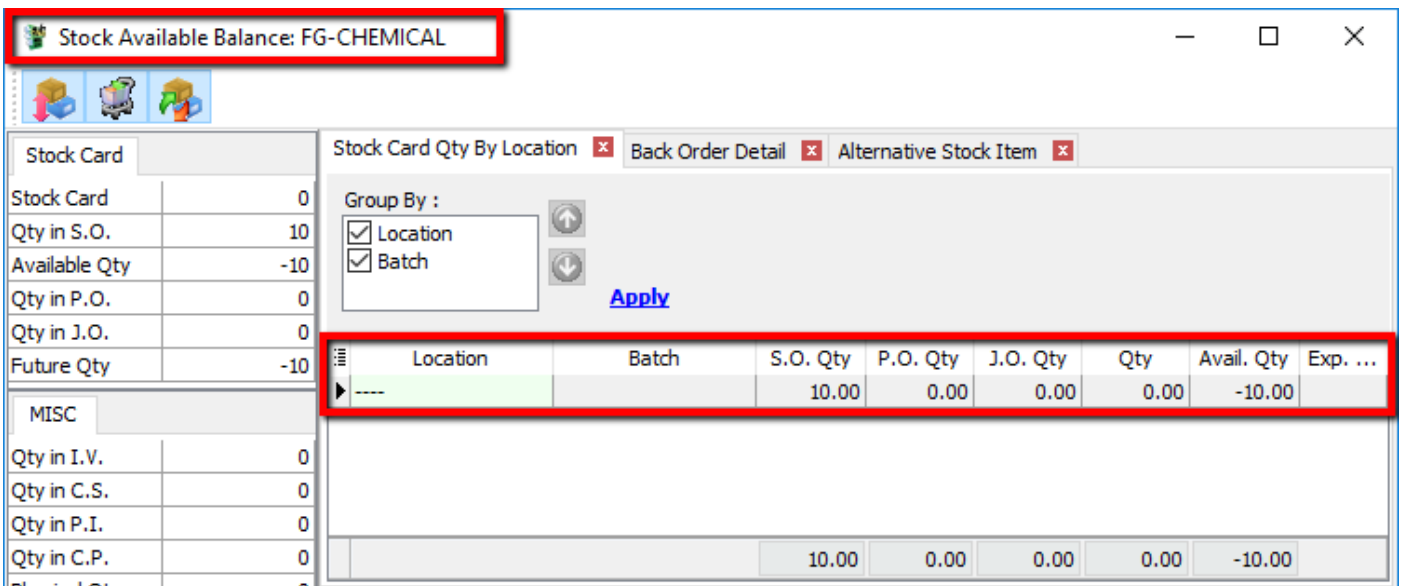 Stock Available Balance: FG-CHEMICAL
Stock Card
Stock Card 0
Qty in S.O. 10
Available Qty -10
Qty in P.O. 0
Qty in J.O. 0
Future Qty -10
MISC
Qty in I.V. 0
Qty in C.S. 0
Qty in P.I. 0
Qty in C.P. 0
Stock Card Qty By Location Back Order Detail Alternative Stock Item
Group By :
Location
Batch
Apply
Location Batch S.O. Qty P.O. Qty J.O. Qty Qty Avail. Qty Exp. ...
---- 10.00 0.00 0.00 0.00 -10.00
10.00 0.00 0.00 0.00 -10.00